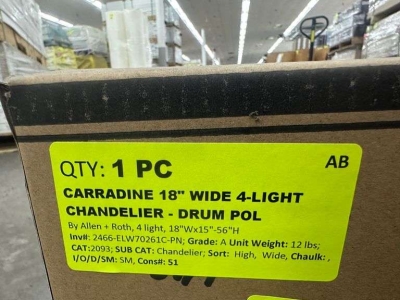 QTY: 1 PC AB
CARRADINE 18" WIDE 4-LIGHT
CHANDELIER - DRUM POL
By Allen + Roth, 4 light, 18"Wx15"-56"H
Inv#: 2466-ELW70261C-PN; Grade: A Unit Weight: 12 lbs;
CAT:2093; SUB CAT: Chandelier; Sort: High, Wide, Chaulk: ,
I/O/D/SM: SM, Cons#: 51